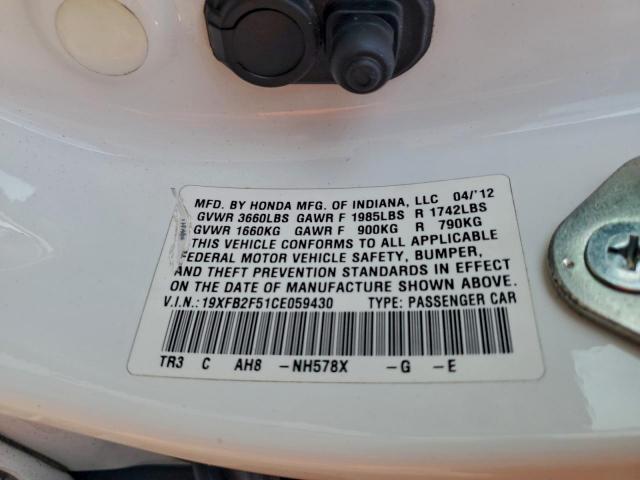 MFD. BY HONDA MFG. OF INDIANA, LLC 04/'12
GVWR 3660LBS GAWR F 1985LBS R 1742LBS
GVWR 1660KG GAWR F 900KG R 790KG
THIS VEHICLE CONFORMS TO ALL APPLICABLE
FEDERAL MOTOR VEHICLE SAFETY, BUMPER,
AND THEFT PREVENTION STANDARDS IN EFFECT
ON THE DATE OF MANUFACTURE SHOWN ABOVE.
V.I.N.: 19XFB2F51CE059430 TYPE: PASSENGER CAR
TR3 C AH8 -NH578X -G -E